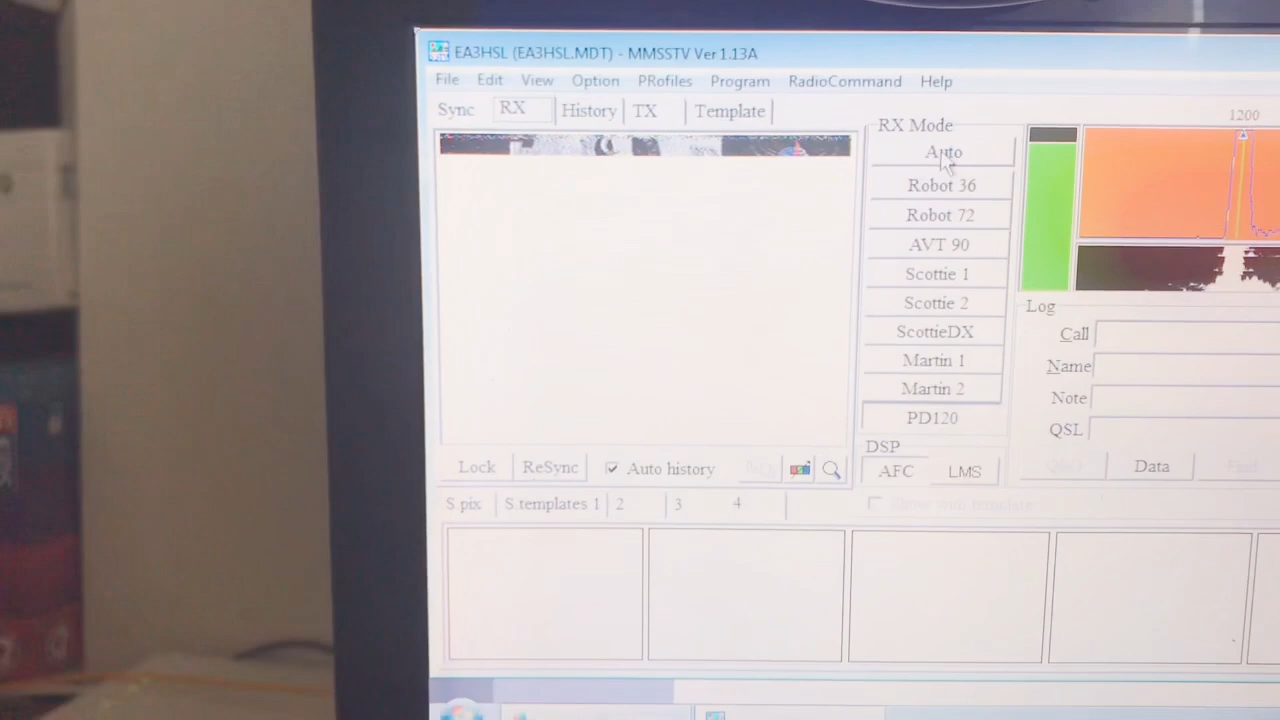 EA3HSL (EA3HSL.MDT) - MMSSTV Ver 1.13A
File Edit View Option PRofiles Program RadioCommand Help
Sync RX History TX Template
1200
RX Mode
Auto
Robot 36
Robot 72
AVT 90
Scottie 1
Scottie 2
ScottieDX
Martin 1
Martin 2
PD120
DSP
AFC LMS
Log
Call
Name
Note
QSL
Data
Lock ReSync Auto history
S.pix S.templates 1 2 3 4
Show with template